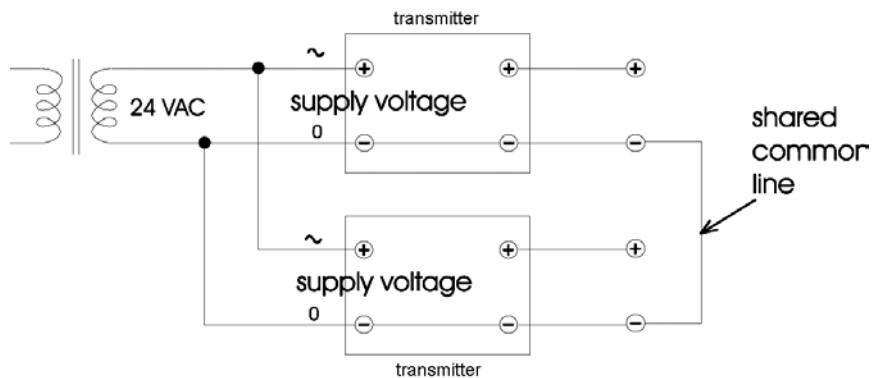 transmitter
~
+ + +
24 VAC
supply voltage
0
- - -
shared
common
line
~
+ + +
supply voltage
0
- - -
transmitter